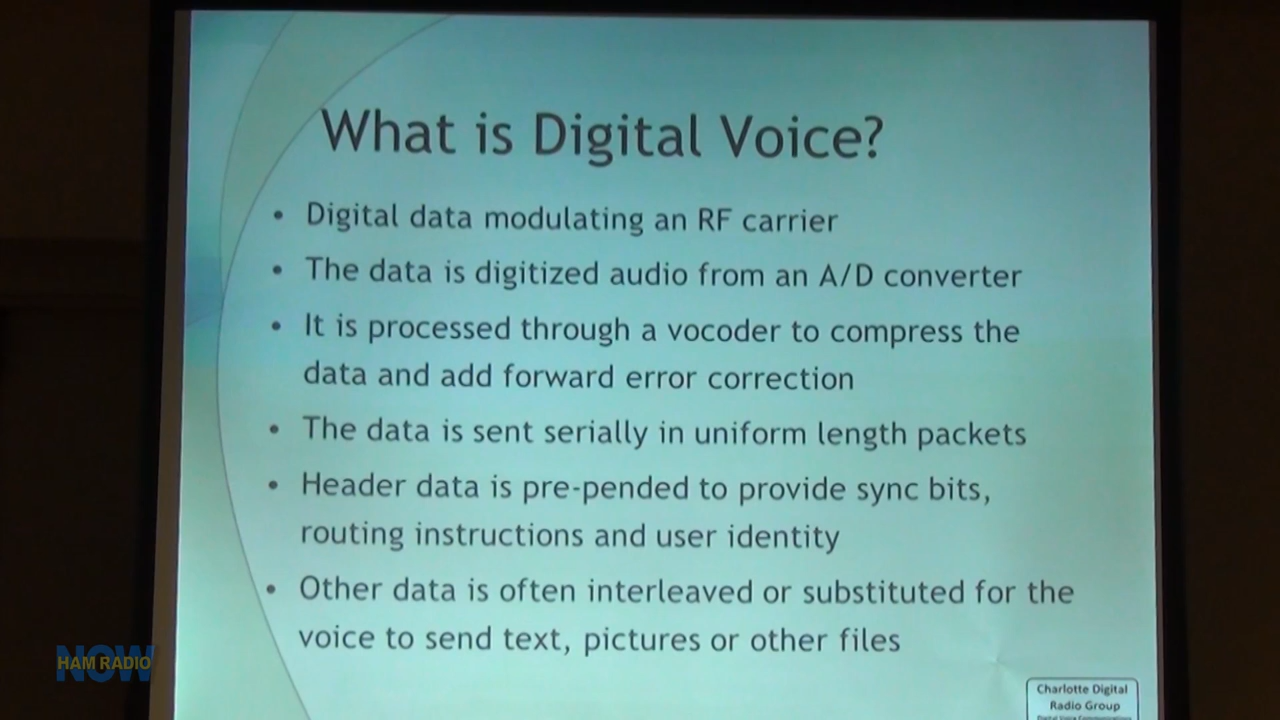 What is Digital Voice?
• Digital data modulating an RF carrier
• The data is digitized audio from an A/D converter
• It is processed through a vocoder to compress the
data and add forward error correction
• The data is sent serially in uniform length packets
• Header data is pre-pended to provide sync bits,
routing instructions and user identity
• Other data is often interleaved or substituted for the
voice to send text, pictures or other files
NOW
HAM RADIO
Charlotte Digital
Radio Group
Digital Voice Communications